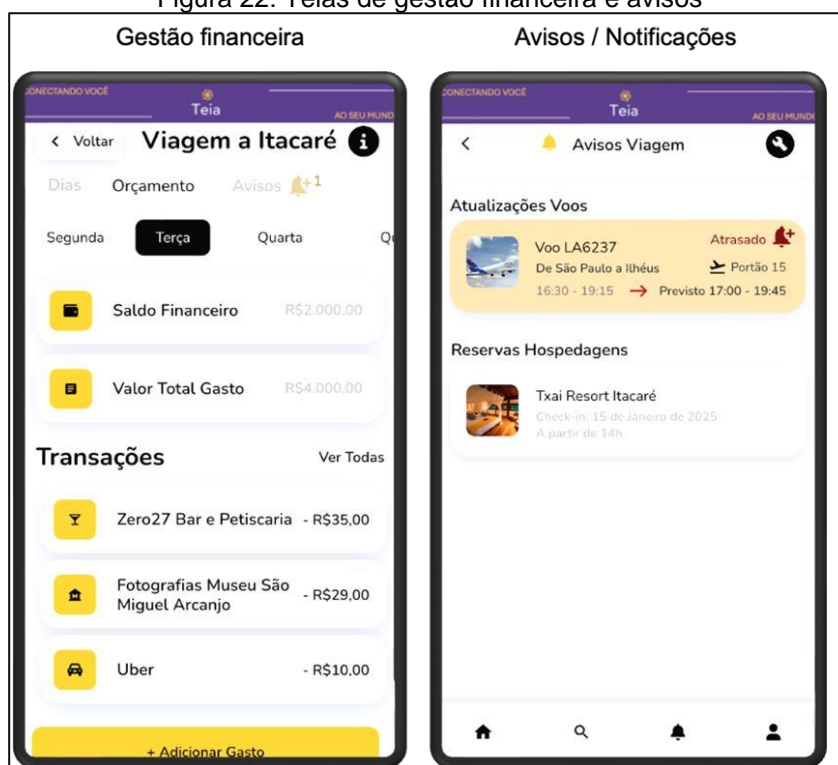 Figura 22: Telas de gestão financeira e avisos
Gestão financeira
Avisos / Notificações
CONECTANDO VOCÊ
Teia
AO SEU MUNDO
Voltar
Viagem a Itacaré
Dias
Orçamento
Avisos
+1
Segunda
Terça
Quarta
Saldo Financeiro
R$2.000.00
Valor Total Gasto
R$4.000.00
Transações
Ver Todas
Zero27 Bar e Petiscaria
- R$35,00
Fotografias Museu São
Miguel Arcanjo
- R$29,00
Uber
- R$10,00
+ Adicionar Gasto
CONECTANDO VOCÊ
Teia
AO SEU MUNDO
Avisos Viagem
Atualizações Voos
Voo LA6237
Atrasado
De São Paulo a Ilhéus
Portão 15
16:30 - 19:15 → Previsto 17:00 - 19:45
Reservas Hospedagens
Txai Resort Itacaré
Check-in: 15 de Janeiro de 2025
A partir de 14h